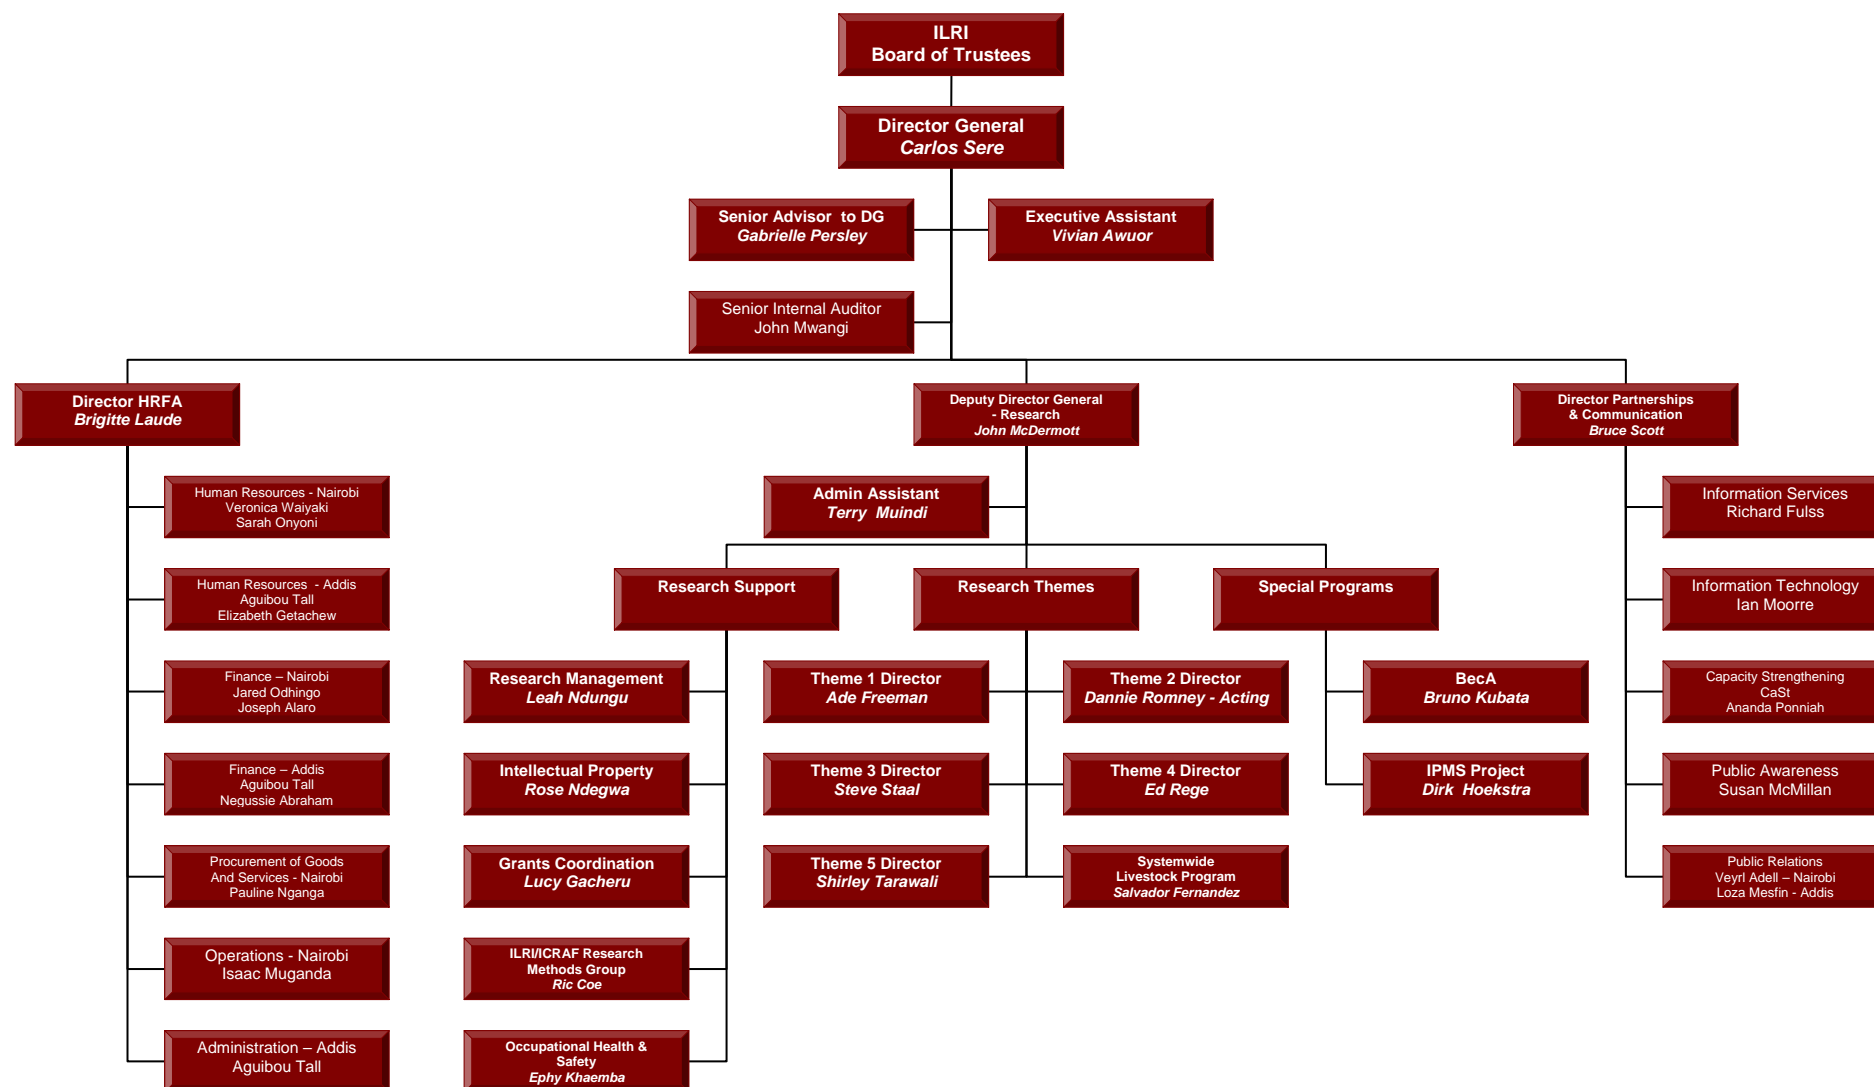 ILRI
Board of Trustees
Director General
Carlos Sere
Senior Advisor to DG
Gabrielle Persley
Executive Assistant
Vivian Awuor
Senior Internal Auditor
John Mwangi
Director HRFA
Brigitte Laude
Deputy Director General
- Research
John McDermott
Director Partnerships
& Communication
Bruce Scott
Human Resources - Nairobi
Veronica Waiyaki
Sarah Onyoni
Admin Assistant
Terry Muindi
Information Services
Richard Fulss
Human Resources - Addis
Aguibou Tall
Elizabeth Getachew
Research Support
Research Themes
Special Programs
Information Technology
Ian Moorre
Finance – Nairobi
Jared Odhingo
Joseph Alaro
Research Management
Leah Ndungu
Theme 1 Director
Ade Freeman
Theme 2 Director
Dannie Romney - Acting
BecA
Bruno Kubata
Capacity Strengthening
CaSt
Ananda Ponniah
Finance – Addis
Aguibou Tall
Negussie Abraham
Intellectual Property
Rose Ndegwa
Theme 3 Director
Steve Staal
Theme 4 Director
Ed Rege
IPMS Project
Dirk Hoekstra
Public Awareness
Susan McMillan
Procurement of Goods
And Services - Nairobi
Pauline Nganga
Grants Coordination
Lucy Gacheru
Theme 5 Director
Shirley Tarawali
Systemwide
Livestock Program
Salvador Fernandez
Public Relations
Veyrl Adell – Nairobi
Loza Mesfin - Addis
Operations - Nairobi
Isaac Muganda
ILRI/ICRAF Research
Methods Group
Ric Coe
Administration – Addis
Aguibou Tall
Occupational Health &
Safety
Ephy Khaemba